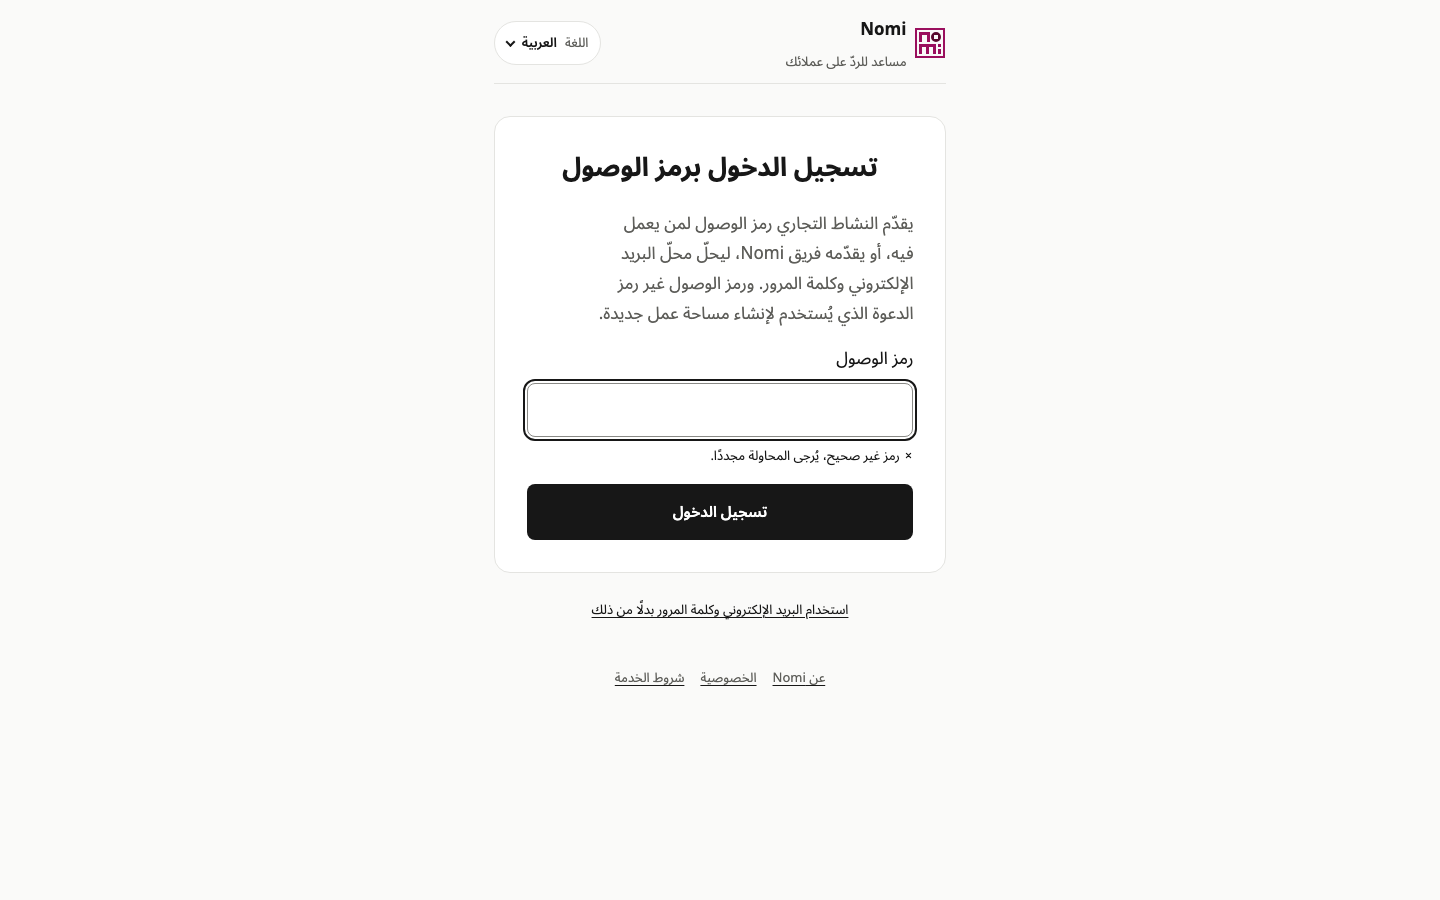 Nomi
مساعد للردّ على عملائك
اللغة العربية
تسجيل الدخول برمز الوصول
يقدّم النشاط التجاري رمز الوصول لمن يعمل
فيه، أو يقدّمه فريق Nomi، ليحلّ محلّ البريد
الإلكتروني وكلمة المرور. ورمز الوصول غير رمز
الدعوة الذي يُستخدم لإنشاء مساحة عمل جديدة.
رمز الوصول
× رمز غير صحيح، يُرجى المحاولة مجددًا.
تسجيل الدخول
استخدام البريد الإلكتروني وكلمة المرور بدلًا من ذلك
عن Nomi الخصوصية شروط الخدمة